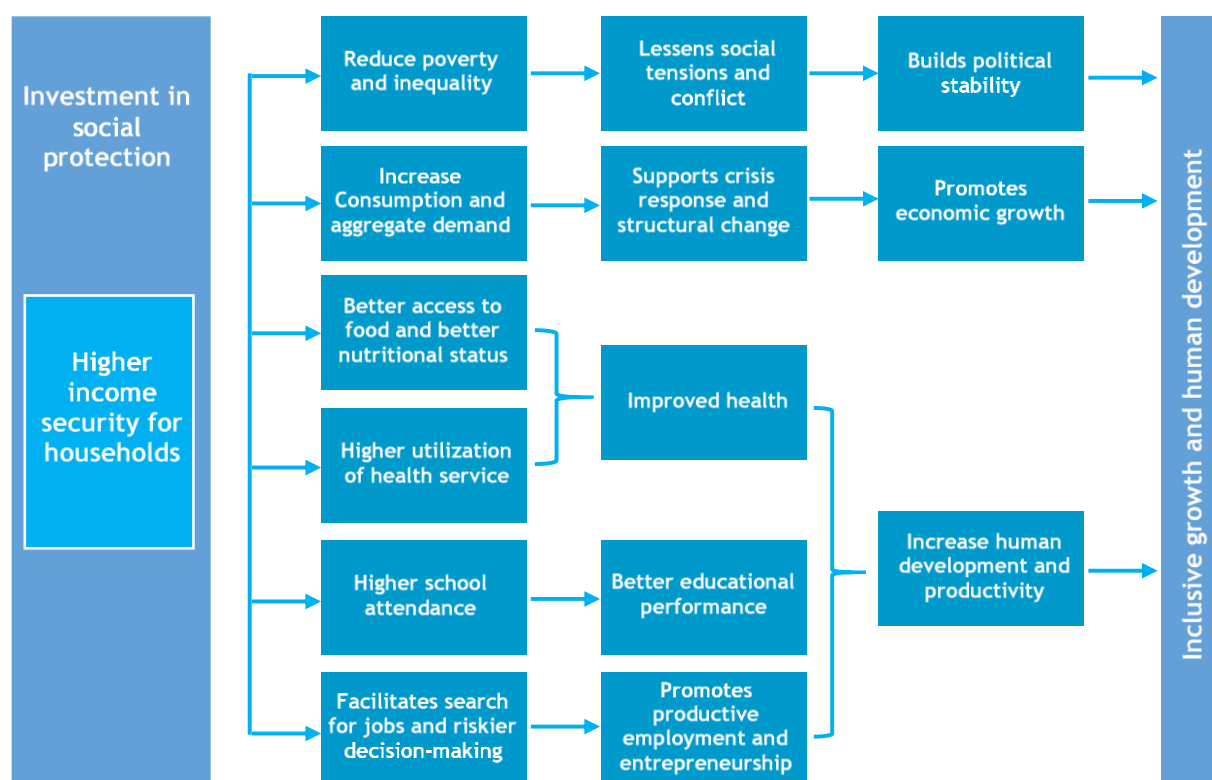 Investment in
social
protection
Higher
income
security for
households
Reduce poverty
and inequality
Lessens social
tensions and
conflict
Builds political
stability
Increase
Consumption and
aggregate demand
Supports crisis
response and
structural change
Promotes
economic growth
Better access to
food and better
nutritional status
Higher utilization
of health service
Improved health
Higher school
attendance
Better educational
performance
Facilitates search
for jobs and riskier
decision-making
Promotes
productive
employment and
entrepreneurship
Increase human
development and
productivity
Inclusive growth and human development